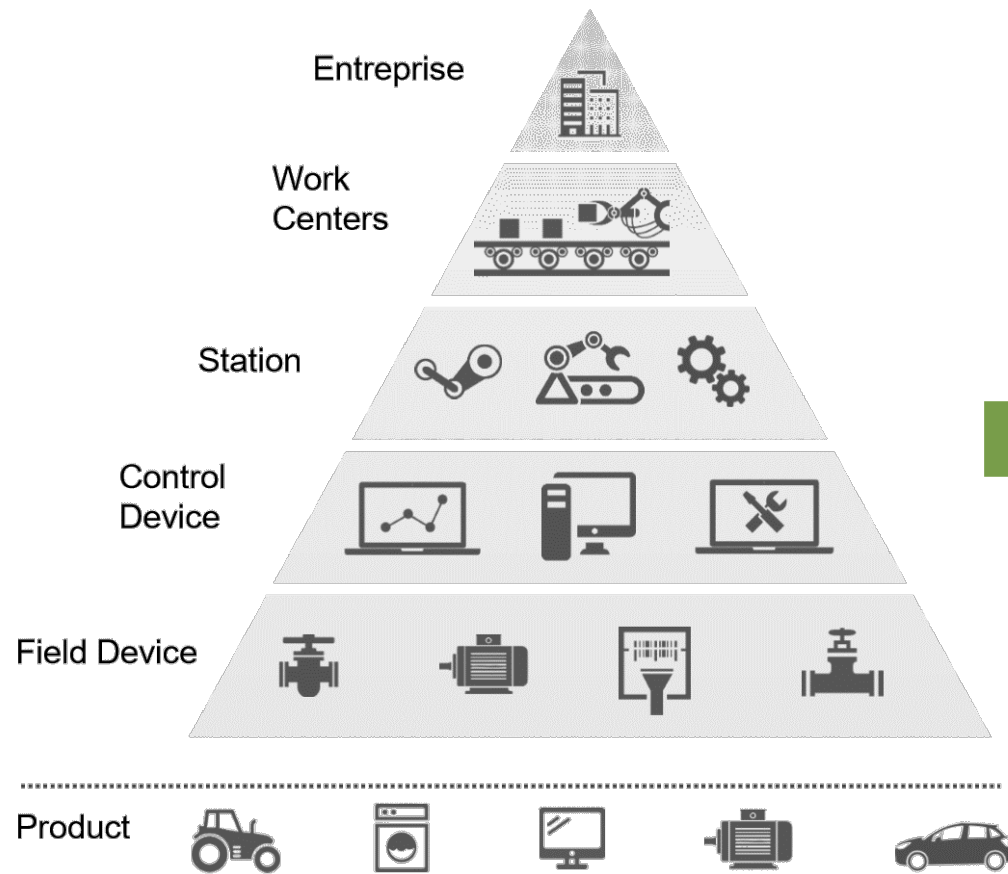 Entreprise
Work
Centers
Station
Control
Device
Field Device
Product